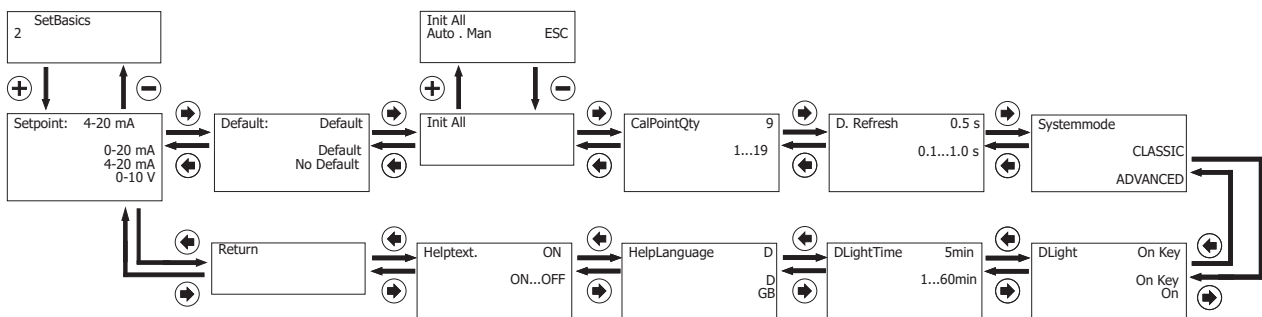 SetBasics
2
Init All
Auto . Man ESC
Setpoint: 4-20 mA
0-20 mA
4-20 mA
0-10 V
Default: Default
Default
No Default
Init All
CalPointQty 9
1...19
D. Refresh 0.5 s
0.1...1.0 s
Systemmode
CLASSIC
ADVANCED
Return
Helptext. ON
ON...OFF
HelpLanguage D
D
GB
DLightTime 5min
1...60min
DLight On Key
On Key
On